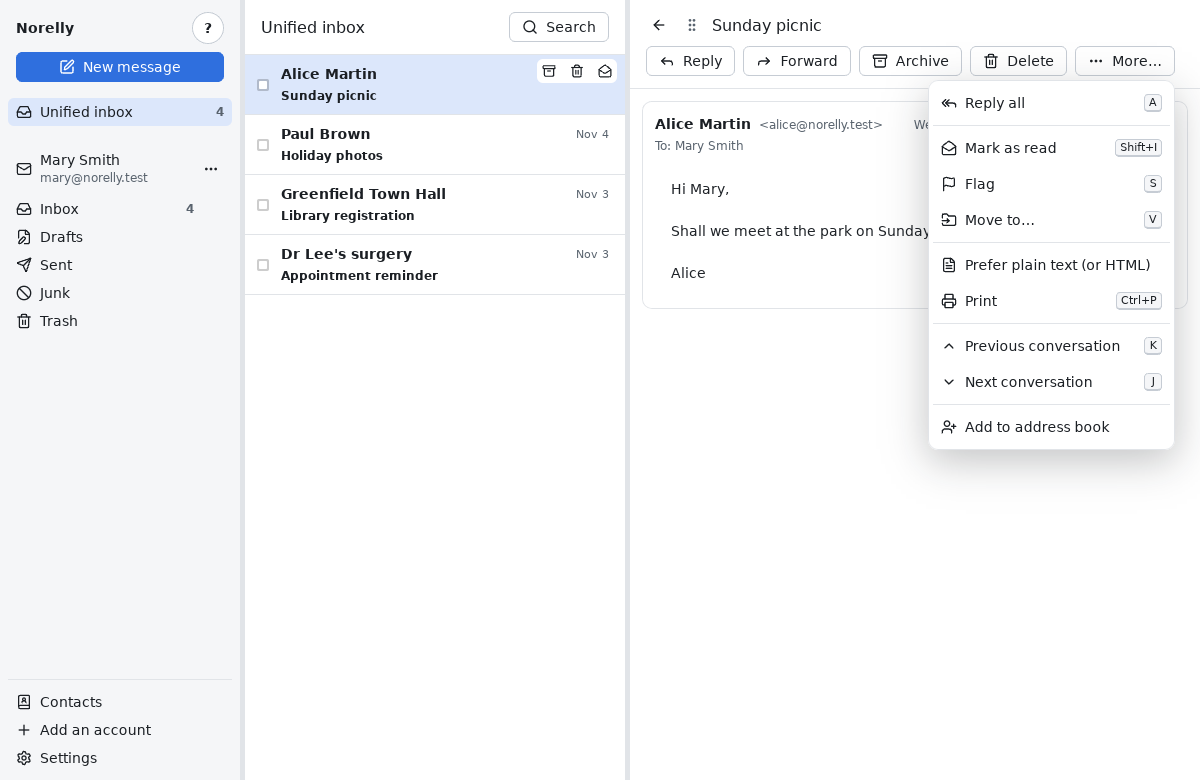 Norelly
?
New message
Unified inbox 4
Mary Smith
mary@norelly.test
Inbox 4
Drafts
Sent
Junk
Trash
Contacts
Add an account
Settings
Unified inbox
Search
Alice Martin
Sunday picnic
Paul Brown Nov 4
Holiday photos
Greenfield Town Hall Nov 3
Library registration
Dr Lee's surgery Nov 3
Appointment reminder
Sunday picnic
Reply Forward Archive Delete More…
Alice Martin <alice@norelly.test>
To: Mary Smith
Hi Mary,
Shall we meet at the park on Sunday
Alice
Reply all A
Mark as read Shift+I
Flag S
Move to… V
Prefer plain text (or HTML)
Print Ctrl+P
Previous conversation K
Next conversation J
Add to address book